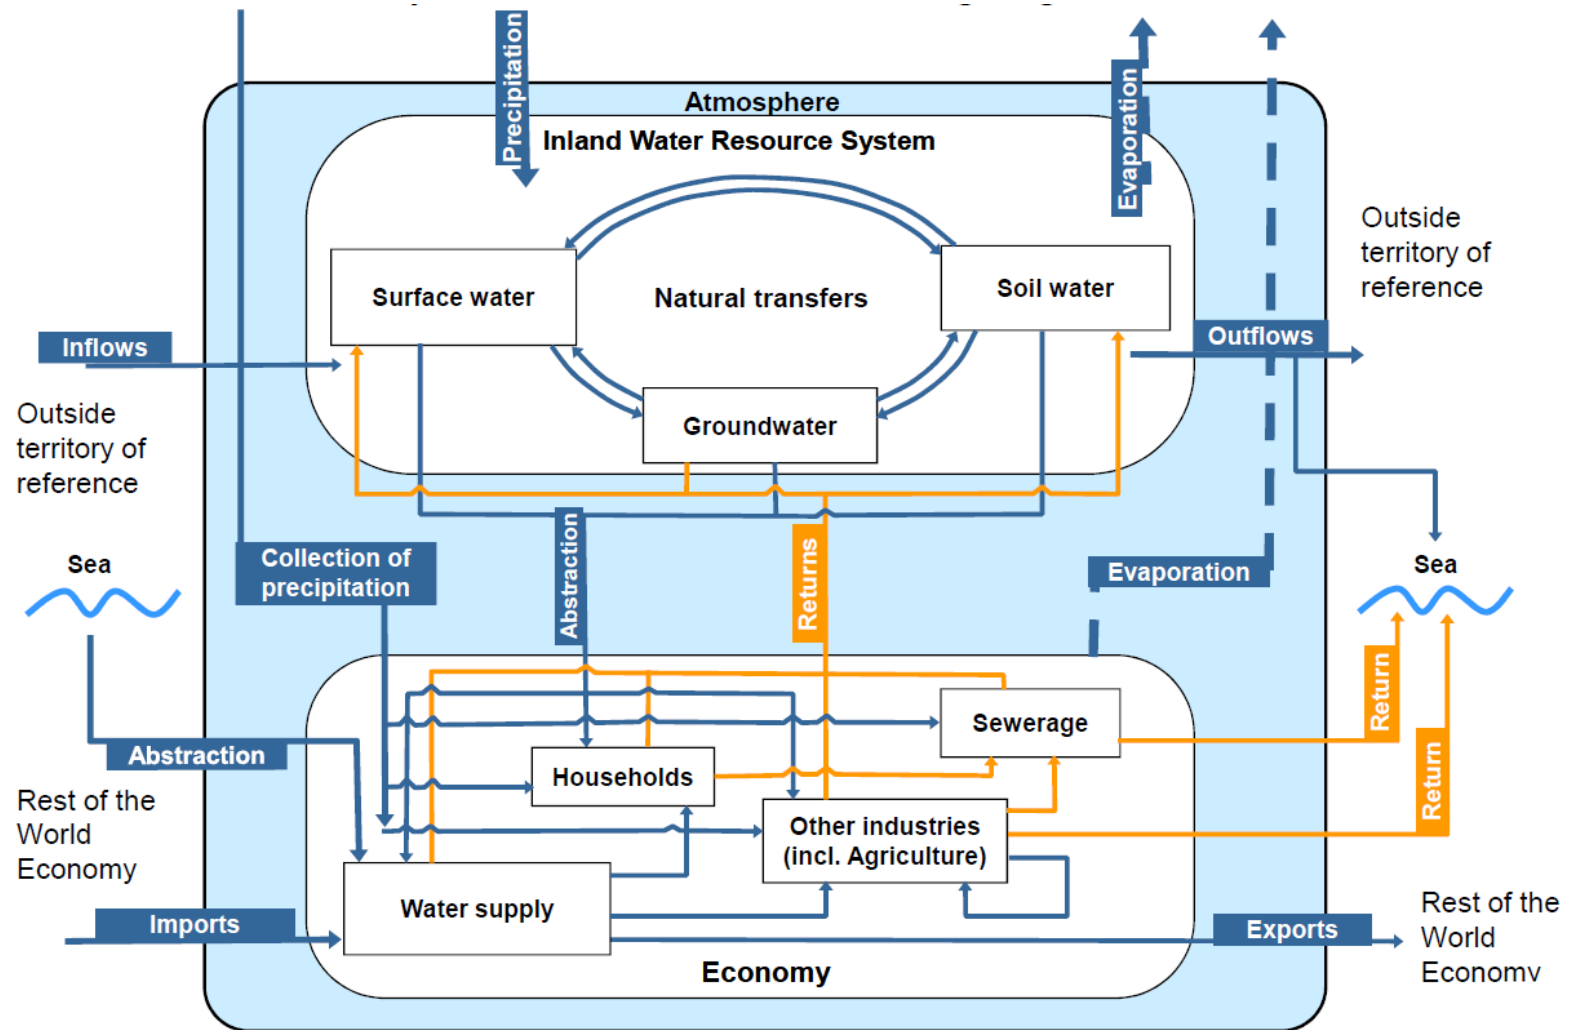 Precipitation
Atmosphere
Inland Water Resource System
Evaporation
Surface water
Natural transfers
Soil water
Groundwater
Inflows
Outside
territory of
reference
Outside
territory of
reference
Outflows
Collection of
precipitation
Abstraction
Returns
Evaporation
Sea
Sea
Abstraction
Households
Sewerage
Other industries
(incl. Agriculture)
Water supply
Return
Return
Rest of the
World
Economy
Imports
Exports
Rest of the
World
Economy
Economy